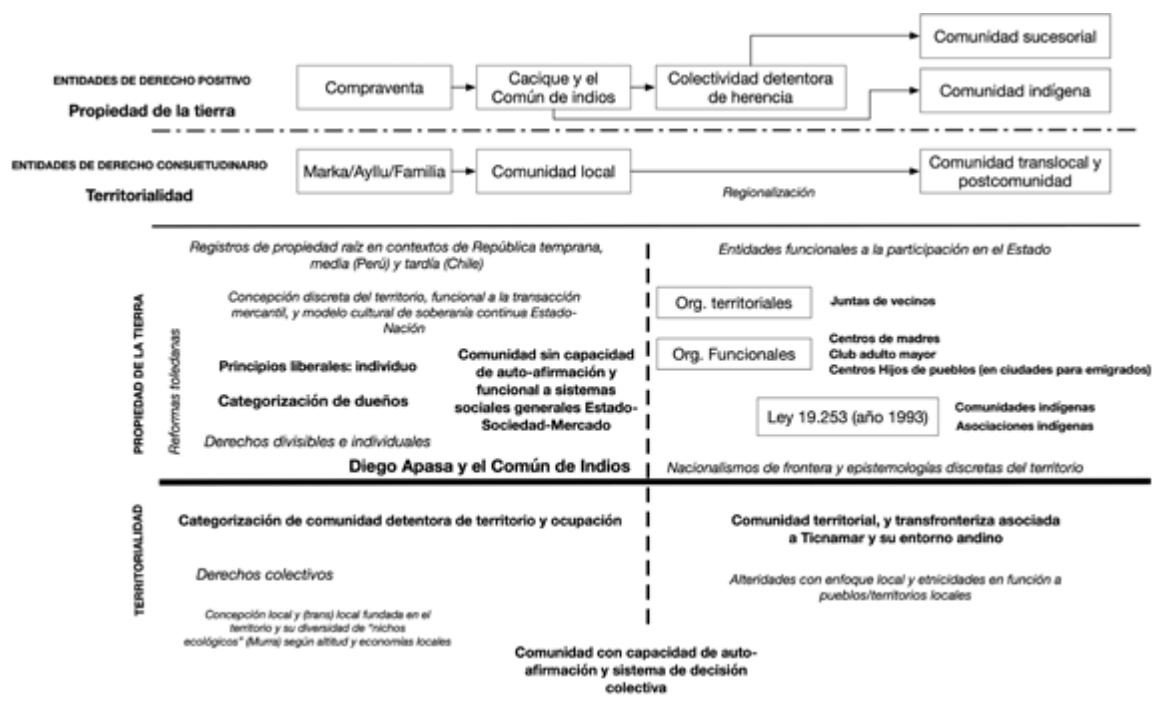 Comunidad sucesorial
ENTIDADES DE DERECHO POSITIVO
Propiedad de la tierra
Compraventa
Cacique y el
Común de indios
Colectividad detentora
de herencia
Comunidad indígena
ENTIDADES DE DERECHO CONSUETUDINARIO
Territorialidad
Marka/Ayllu/Familia
Comunidad local
Regionalización
Comunidad translocal y
postcomunidad
PROPIEDAD DE LA TIERRA
Reformas toledanas
Registros de propiedad raíz en contextos de República temprana,
media (Perú) y tardía (Chile)
Concepción discreta del territorio, funcional a la transacción
mercantil, y modelo cultural de soberanía continua Estado-
Nación
Principios liberales: individuo
Categorización de dueños
Derechos divisibles e individuales
Comunidad sin capacidad
de auto-afirmación y
funcional a sistemas
sociales generales Estado-
Sociedad-Mercado
Diego Apasa y el Común de Indios
Entidades funcionales a la participación en el Estado
Org. territoriales
Juntas de vecinos
Org. Funcionales
Centros de madres
Club adulto mayor
Centros Hijos de pueblos (en ciudades para emigrados)
Ley 19.253 (año 1993)
Comunidades indígenas
Asociaciones indígenas
Nacionalismos de frontera y epistemologías discretas del territorio
TERRITORIALIDAD
Categorización de comunidad detentora de territorio y ocupación
Derechos colectivos
Concepción local y (trans) local fundada en el
territorio y su diversidad de "nichos
ecológicos" (Murra) según altitud y economías locales
Comunidad territorial, y transfronteriza asociada
a Ticnamar y su entorno andino
Alteridades con enfoque local y etnicidades en función a
pueblos/territorios locales
Comunidad con capacidad de auto-
afirmación y sistema de decisión
colectiva